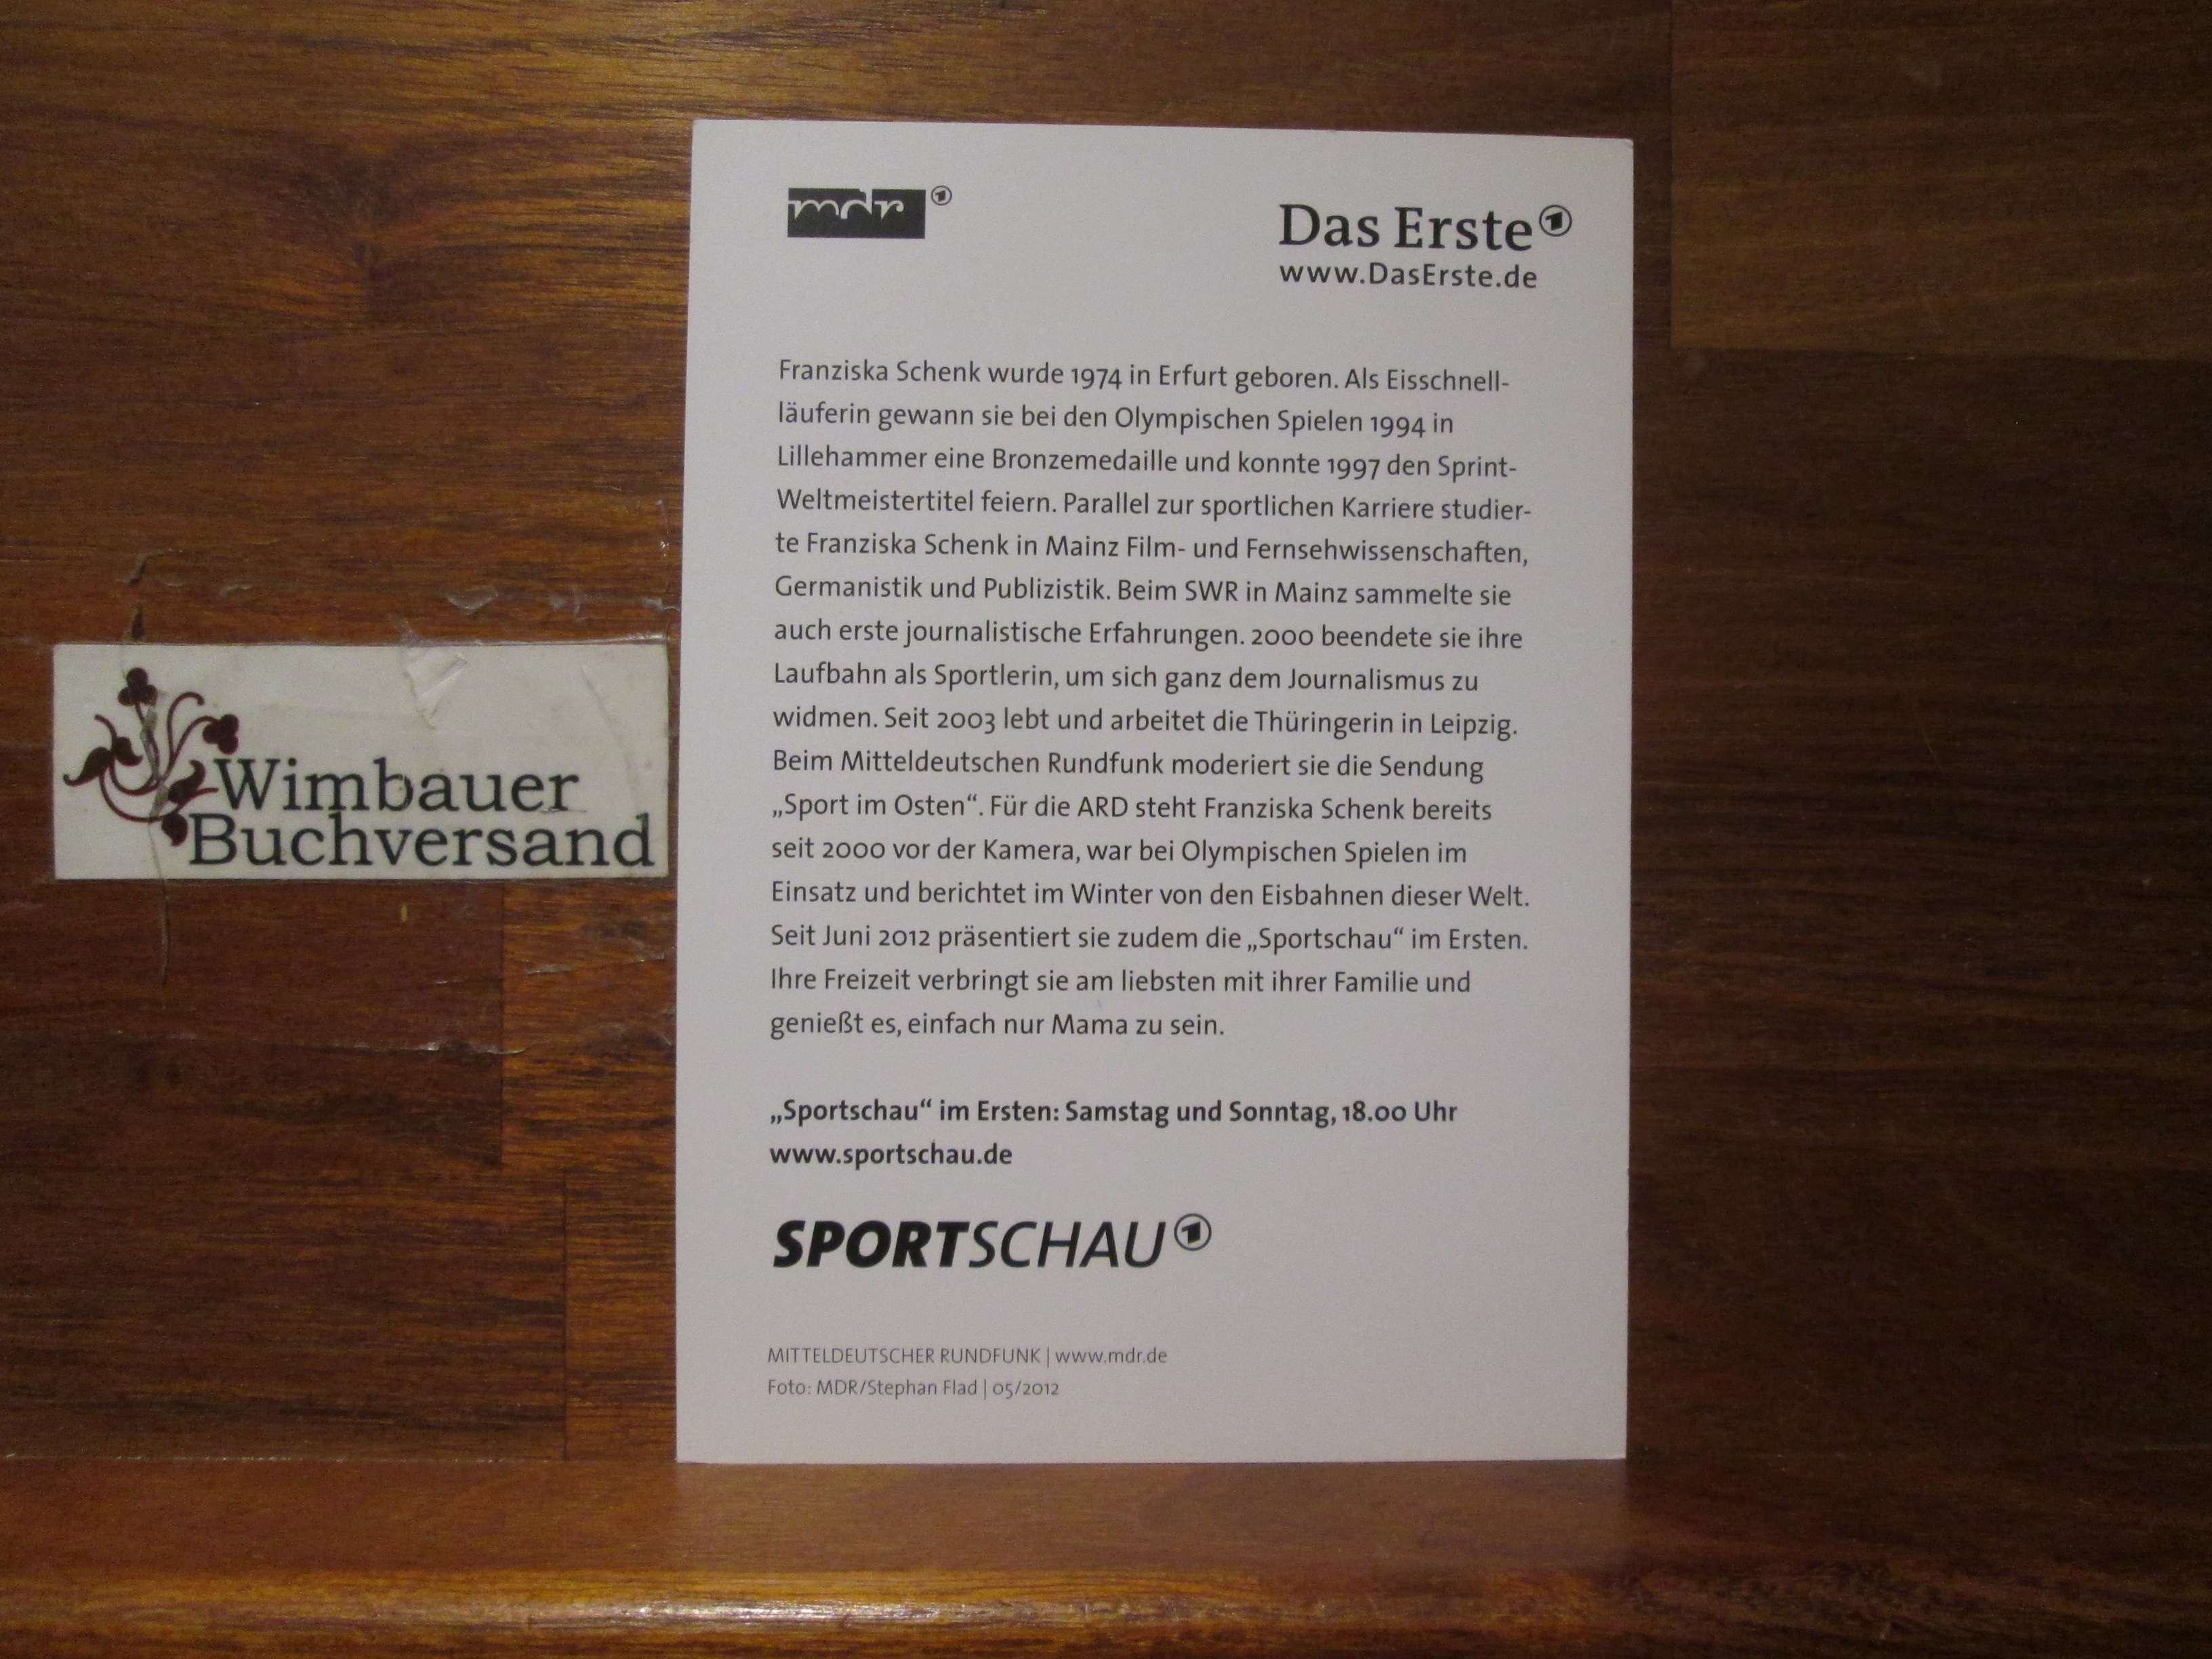 mdr
Das Erste
www.DasErste.de
Franziska Schenk wurde 1974 in Erfurt geboren. Als Eisschnell-
läuferin gewann sie bei den Olympischen Spielen 1994 in
Lillehammer eine Bronzemedaille und konnte 1997 den Sprint-
Weltmeistertitel feiern. Parallel zur sportlichen Karriere studier-
te Franziska Schenk in Mainz Film- und Fernsehwissenschaften,
Germanistik und Publizistik. Beim SWR in Mainz sammelte sie
auch erste journalistische Erfahrungen. 2000 beendete sie ihre
Laufbahn als Sportlerin, um sich ganz dem Journalismus zu
widmen. Seit 2003 lebt und arbeitet die Thüringerin in Leipzig.
Beim Mitteldeutschen Rundfunk moderiert sie die Sendung
„Sport im Osten“. Für die ARD steht Franziska Schenk bereits
seit 2000 vor der Kamera, war bei Olympischen Spielen im
Einsatz und berichtet im Winter von den Eisbahnen dieser Welt.
Seit Juni 2012 präsentiert sie zudem die „Sportschau“ im Ersten.
Ihre Freizeit verbringt sie am liebsten mit ihrer Familie und
genießt es, einfach nur Mama zu sein.
„Sportschau“ im Ersten: Samstag und Sonntag, 18.00 Uhr
www.sportschau.de
SPORTSCHAU
MITTELDEUTSCHER RUNDFUNK | www.mdr.de
Foto: MDR/Stephan Flad | 05/2012
Wimbauer
Buchversand